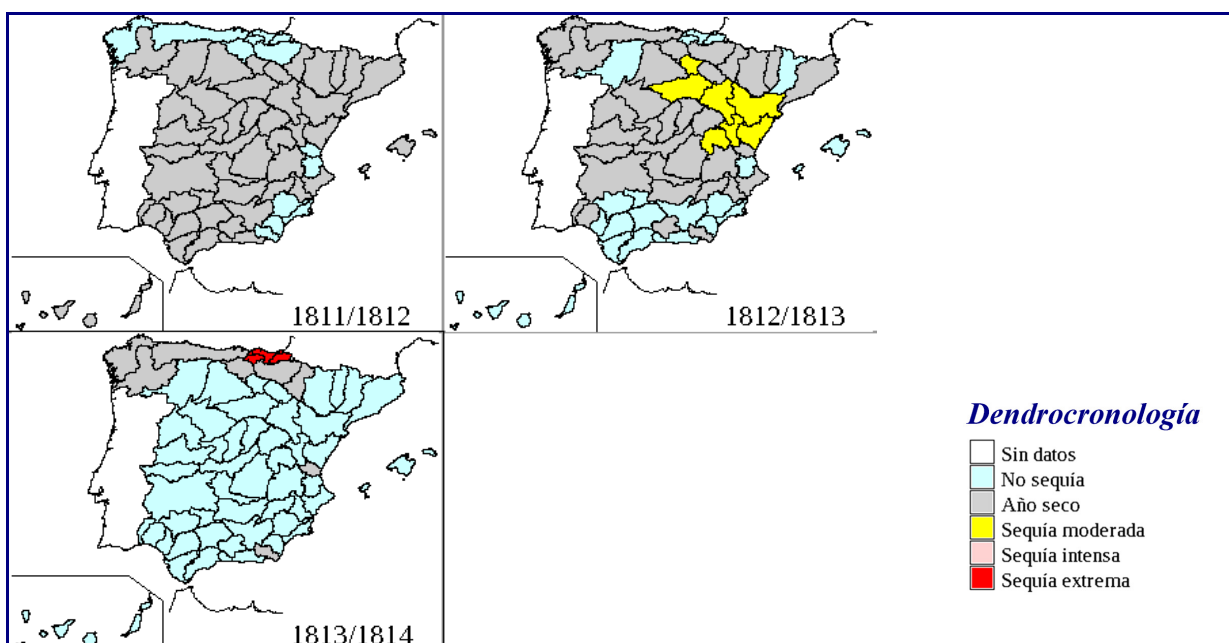 1811/1812
1812/1813
1813/1814
Dendrocronología
Sin datos
No sequía
Año seco
Sequía moderada
Sequía intensa
Sequía extrema